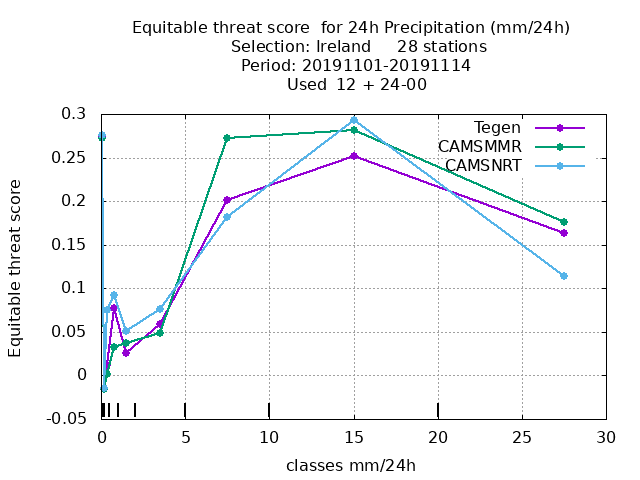 Equitable threat score  for 24h Precipitation (mm/24h)
Selection: Ireland     28 stations
Period: 20191101-20191114
Used  12 + 24-00
Tegen
CAMSMMR
CAMSNRT
0.3
0.25
0.2
0.15
0.1
0.05
0
-0.05
Equitable threat score
0 5 10 15 20 25 30
classes mm/24h